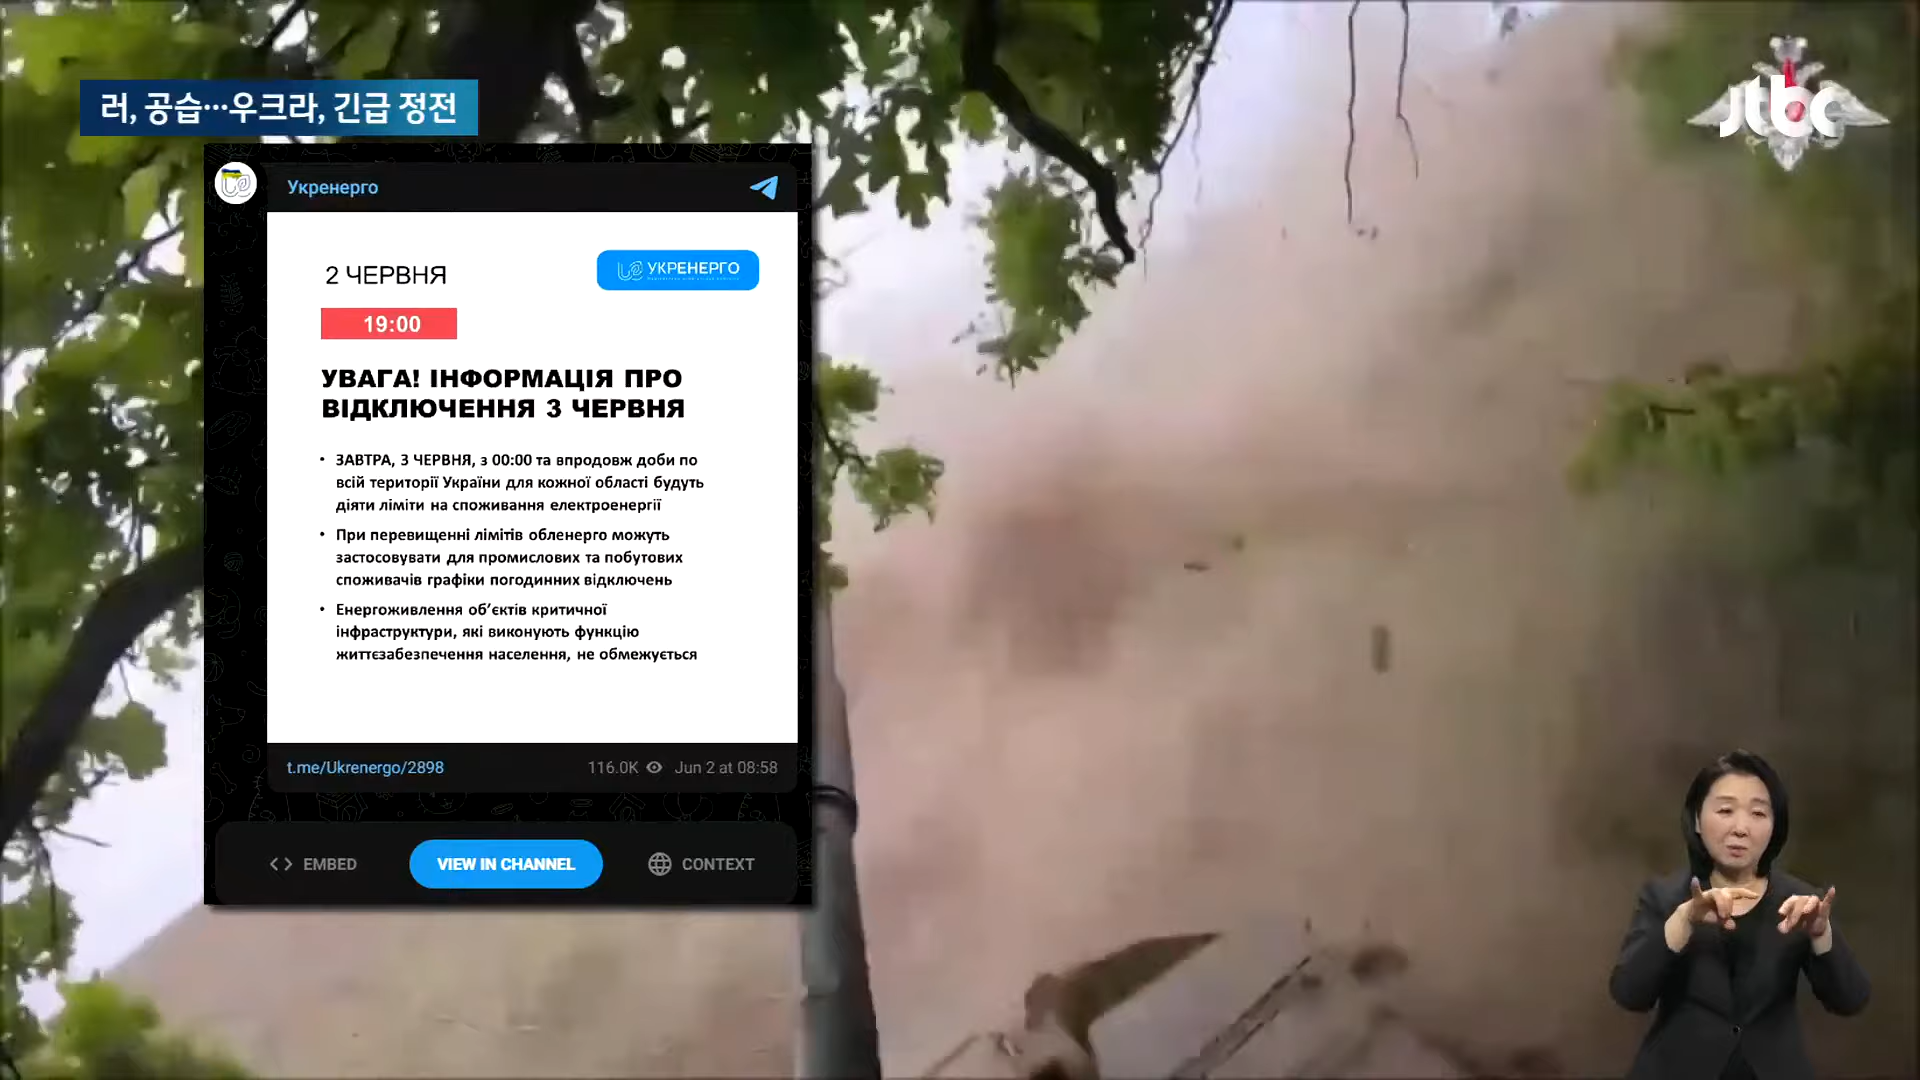 러, 공습…우크라, 긴급 정전
jtbc
Укренерго
2 ЧЕРВНЯ
УКРЕНЕРГО
19:00
УВАГА! ІНФОРМАЦІЯ ПРО
ВІДКЛЮЧЕННЯ 3 ЧЕРВНЯ
• ЗАВТРА, 3 ЧЕРВНЯ, з 00:00 та впродовж доби по
всій території України для кожної області будуть
діяти ліміти на споживання електроенергії
• При перевищенні лімітів обленерго можуть
застосовувати для промислових та побутових
споживачів графіки погодинних відключень
• Енергоживлення об’єктів критичної
інфраструктури, які виконують функцію
життєзабезпечення населення, не обмежується
t.me/Ukrenergo/2898
116.0K Jun 2 at 08:58
EMBED
VIEW IN CHANNEL
CONTEXT